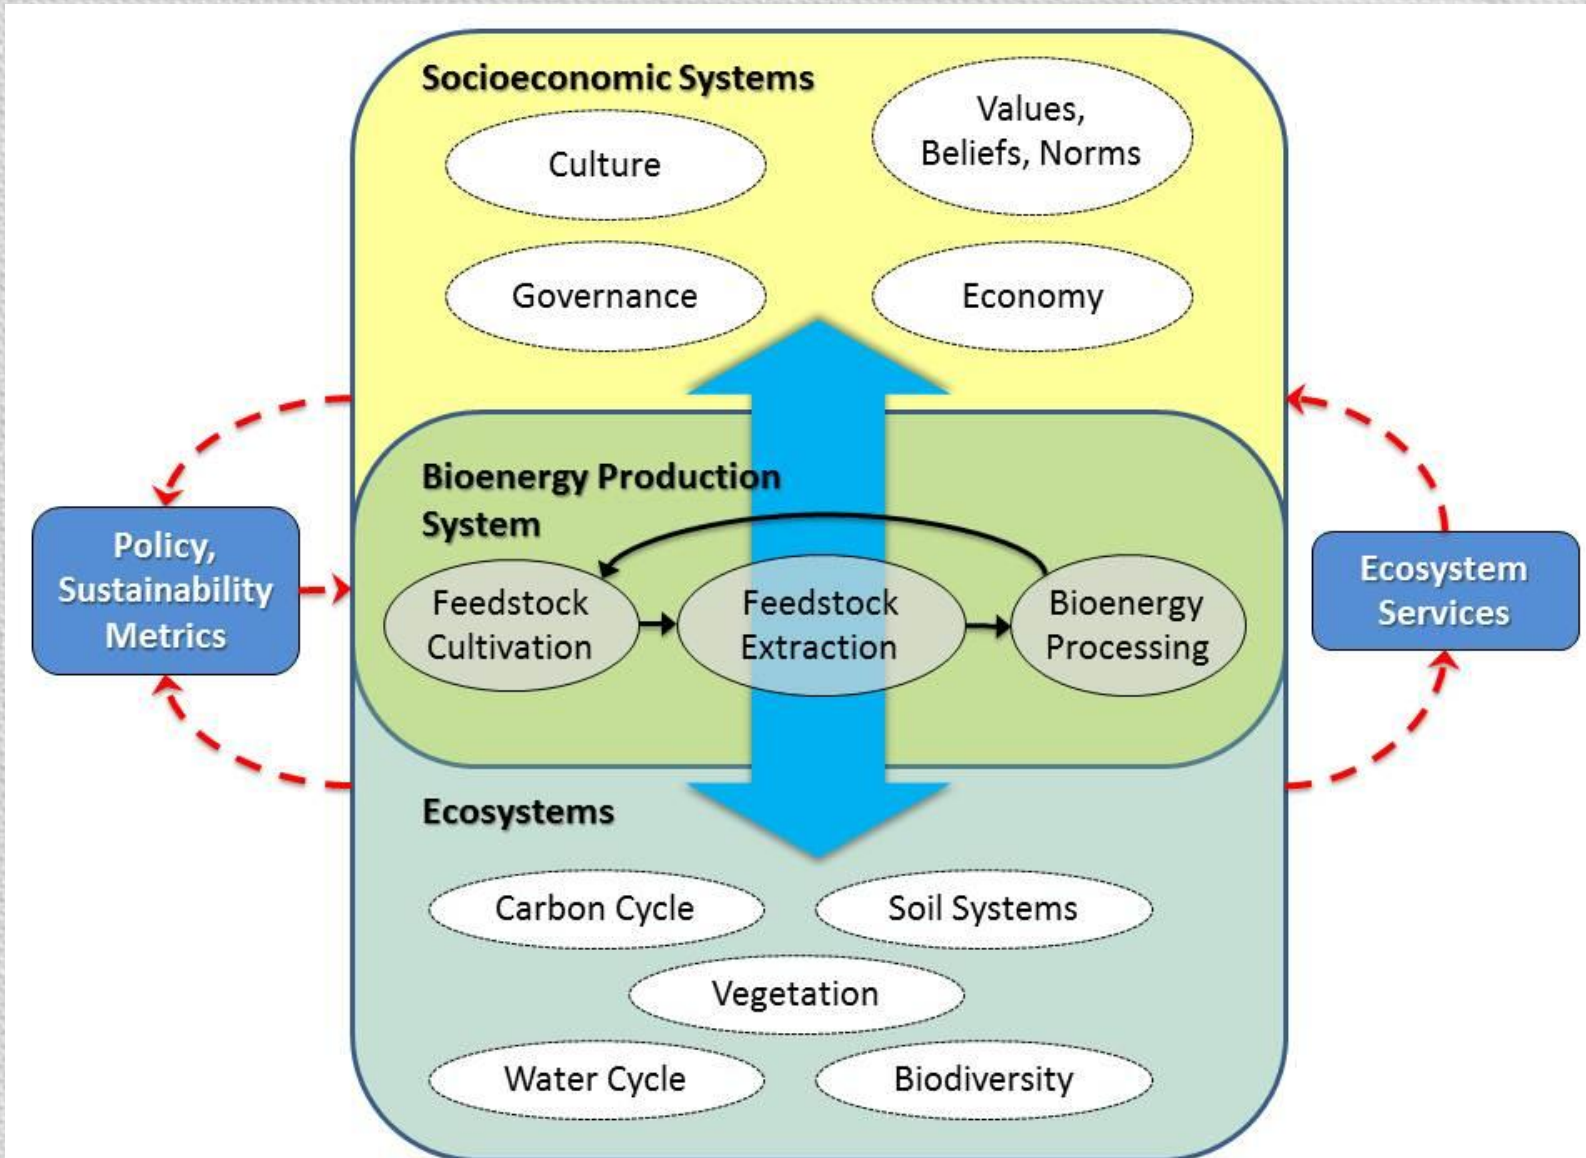 Socioeconomic Systems
Culture
Values,
Beliefs, Norms
Governance
Economy
Bioenergy Production
System
Feedstock
Cultivation
Feedstock
Extraction
Bioenergy
Processing
Policy,
Sustainability
Metrics
Ecosystem
Services
Ecosystems
Carbon Cycle
Soil Systems
Vegetation
Water Cycle
Biodiversity